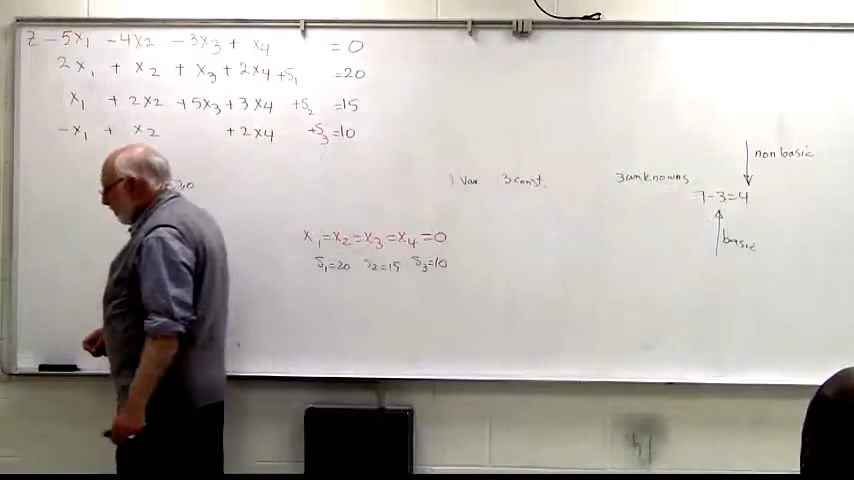 Z - 5x₁ - 4x₂ - 3x₃ + x₄ = 0
2x₁ + x₂ + x₃ + 2x₄ + S₁ = 20
x₁ + 2x₂ + 5x₃ + 3x₄ + S₂ = 15
-x₁ + x₂ + 2x₄ + S₃ = 10
nonbasic
1 var 3 const. 3 unknowns
7-3=4
x₁=x₂=x₃=x₄=0
basic
S₁=20 S₂=15 S₃=10